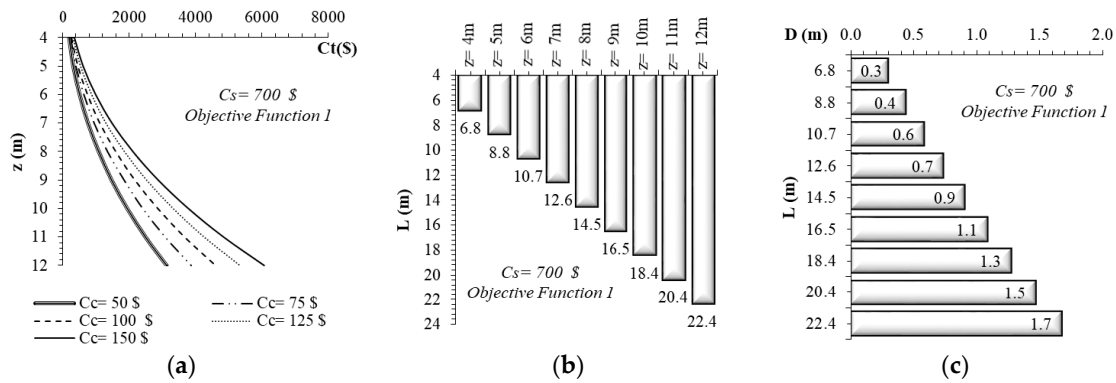 0 2000 4000 6000 8000
Ct($)
4
5
6
7
8
9
10
11
12
z (m)
Cs= 700 $
Objective Function 1
Cc= 50 $
Cc= 75 $
Cc= 100 $
Cc= 125 $
Cc= 150 $
(a)
z= 4m
z= 5m
z= 6m
z= 7m
z= 8m
z= 9m
z= 10m
z= 11m
z= 12m
4
6
8
10
12
14
16
18
20
22
24
L (m)
6.8
8.8
10.7
12.6
14.5
16.5
18.4
20.4
22.4
Cs= 700 $
Objective Function 1
(b)
D (m)
0.0 0.5 1.0 1.5 2.0
6.8
8.8
10.7
12.6
14.5
16.5
18.4
20.4
22.4
L (m)
0.3
0.4
0.6
0.7
0.9
1.1
1.3
1.5
1.7
Cs= 700 $
Objective Function 1
(c)